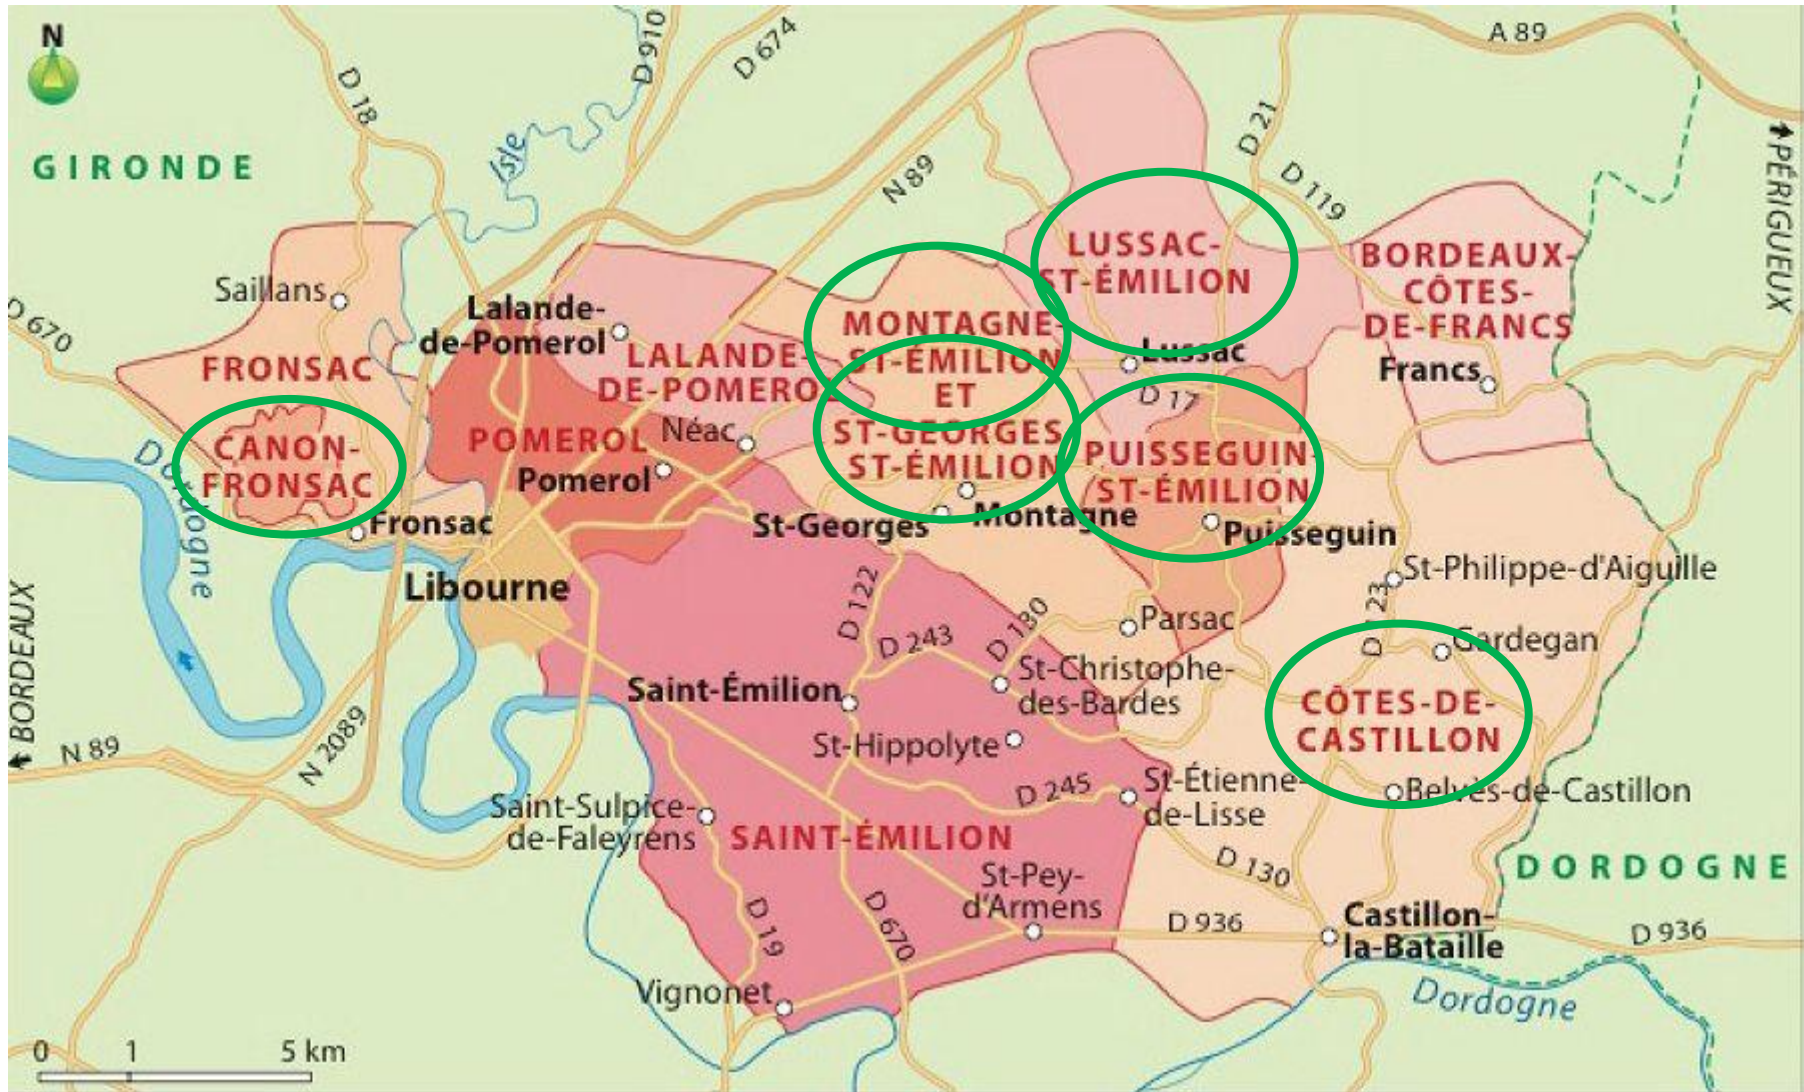 N
GIRONDE
D 18
D 910
D 674
A 89
Isle
N 89
D 21
D 119
PÉRIGUEUX
D 670
Saillans
Lalande-
de-Pomerol
LALANDE-
DE-POMEROL
FRONSAC
CANON-
FRONSAC
Fronsac
Dordogne
POMEROL
Pomerol
Néac
MONTAGNE-
ST-ÉMILION
ET
ST-GEORGES
ST-ÉMILION
St-Georges
Montagne
LUSSAC-
ST-ÉMILION
Lussac
D 17
PUISSEGUIN-
ST-ÉMILION
Puisseguin
BORDEAUX-
CÔTES-
DE-FRANCS
Francs
Libourne
BORDEAUX
N 89
N 2089
D 122
D 243
D 130
Parsac
St-Philippe-d'Aiguille
D 123
Gardegan
Saint-Émilion
St-Christophe-
des-Bardes
St-Hippolyte
D 245
St-Étienne-
de-Lisse
CÔTES-DE-
CASTILLON
Belvès-de-Castillon
Saint-Sulpice-
de-Faleyrens
SAINT-ÉMILION
St-Pey-
d'Armens
D 130
DORDOGNE
D 19
D 670
D 936
Castillon-
la-Bataille
D 936
Vignonet
Dordogne
0 1 5 km